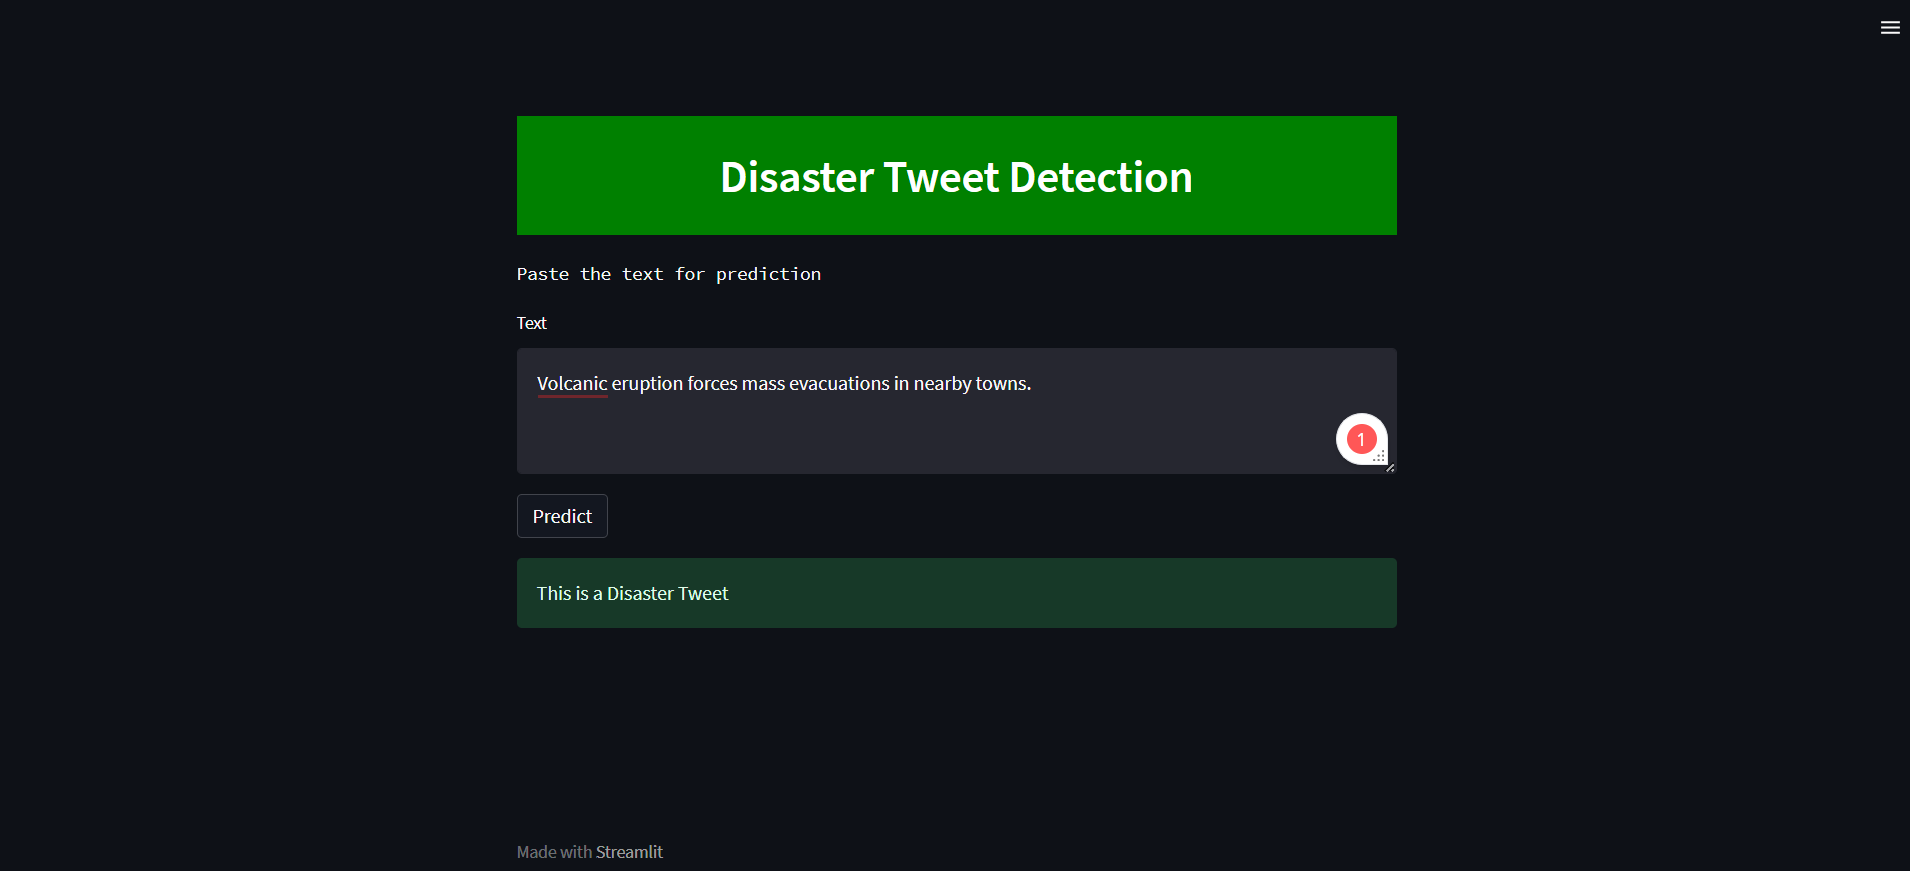 Disaster Tweet Detection
Paste the text for prediction
Text
Volcanic eruption forces mass evacuations in nearby towns.
1
Predict
This is a Disaster Tweet
Made with Streamlit